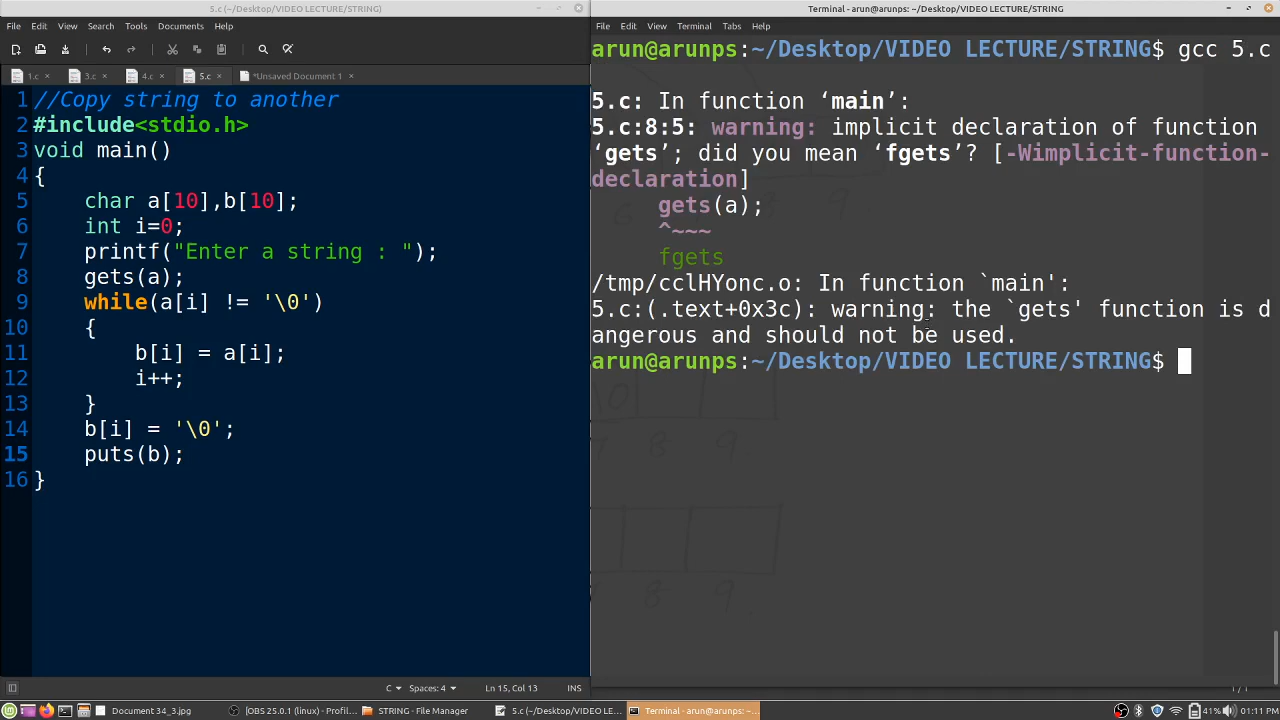 5.c (~/Desktop/VIDEO LECTURE/STRING)
File Edit View Search Tools Documents Help
1.c × 3.c × 4.c × 5.c × *Unsaved Document 1 ×
1 //Copy string to another
2 #include<stdio.h>
3 void main()
4 {
5 char a[10],b[10];
6 int i=0;
7 printf("Enter a string : ");
8 gets(a);
9 while(a[i] != '\0')
10 {
11 b[i] = a[i];
12 i++;
13 }
14 b[i] = '\0';
15 puts(b);
16 }
C Spaces: 4 Ln 15, Col 13 INS
Terminal - arun@arunps: ~/Desktop/VIDEO LECTURE/STRING
File Edit View Terminal Tabs Help
arun@arunps:~/Desktop/VIDEO LECTURE/STRING$ gcc 5.c
5.c: In function ‘main’:
5.c:8:5: warning: implicit declaration of function
‘gets’; did you mean ‘fgets’? [-Wimplicit-function-
declaration]
gets(a);
^~~~
fgets
/tmp/cclHYonc.o: In function `main':
5.c:(.text+0x3c): warning: the `gets' function is d
angerous and should not be used.
arun@arunps:~/Desktop/VIDEO LECTURE/STRING$
\0
8 9
8 9
1 / 1
Document 34_3.jpg [OBS 25.0.1 (linux) - Profil... STRING - File Manager 5.c (~/Desktop/VIDEO LE... Terminal - arun@arunps: ~... 41% 01:11 PM